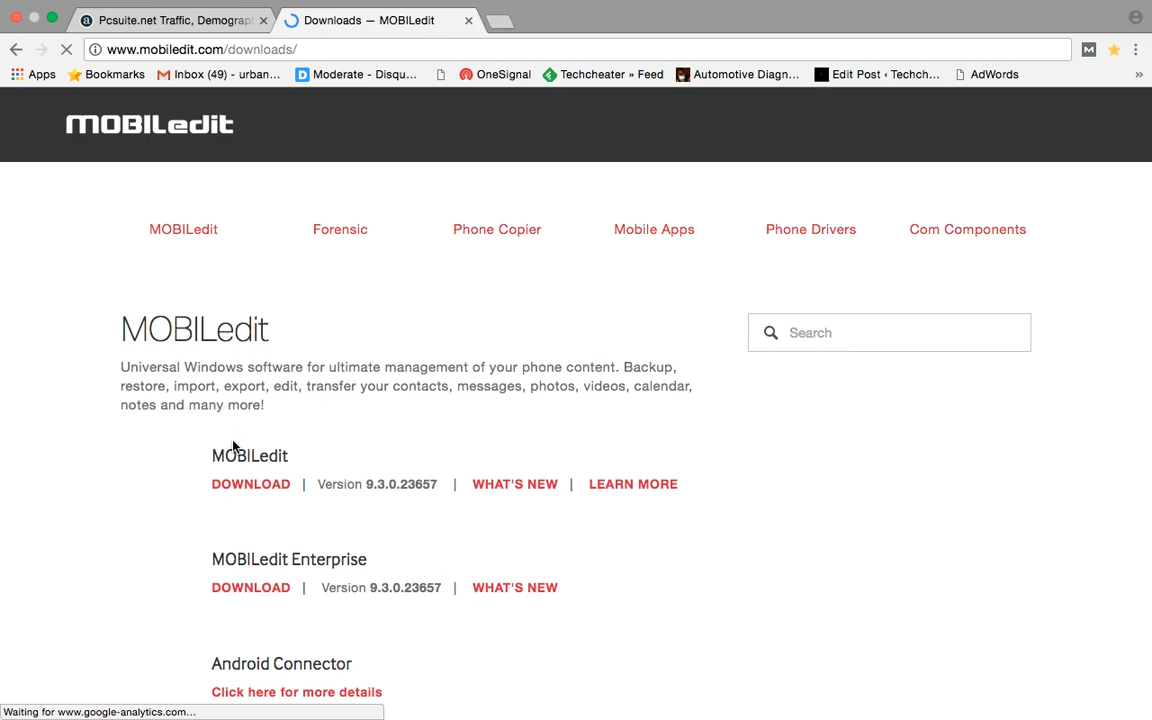 Pcsuite.net Traffic, Demograp
Downloads — MOBILedit
www.mobiledit.com/downloads/
Apps
Bookmarks
Inbox (49) - urban...
Moderate - Disqu...
OneSignal
Techcheater » Feed
Automotive Diagn...
Edit Post ‹ Techch...
AdWords
»
MOBILedit
MOBILedit
Forensic
Phone Copier
Mobile Apps
Phone Drivers
Com Components
MOBILedit
Search
Universal Windows software for ultimate management of your phone content. Backup,
restore, import, export, edit, transfer your contacts, messages, photos, videos, calendar,
notes and many more!
MOBILedit
DOWNLOAD | Version 9.3.0.23657 | WHAT'S NEW | LEARN MORE
MOBILedit Enterprise
DOWNLOAD | Version 9.3.0.23657 | WHAT'S NEW
Android Connector
Click here for more details
Waiting for www.google-analytics.com...